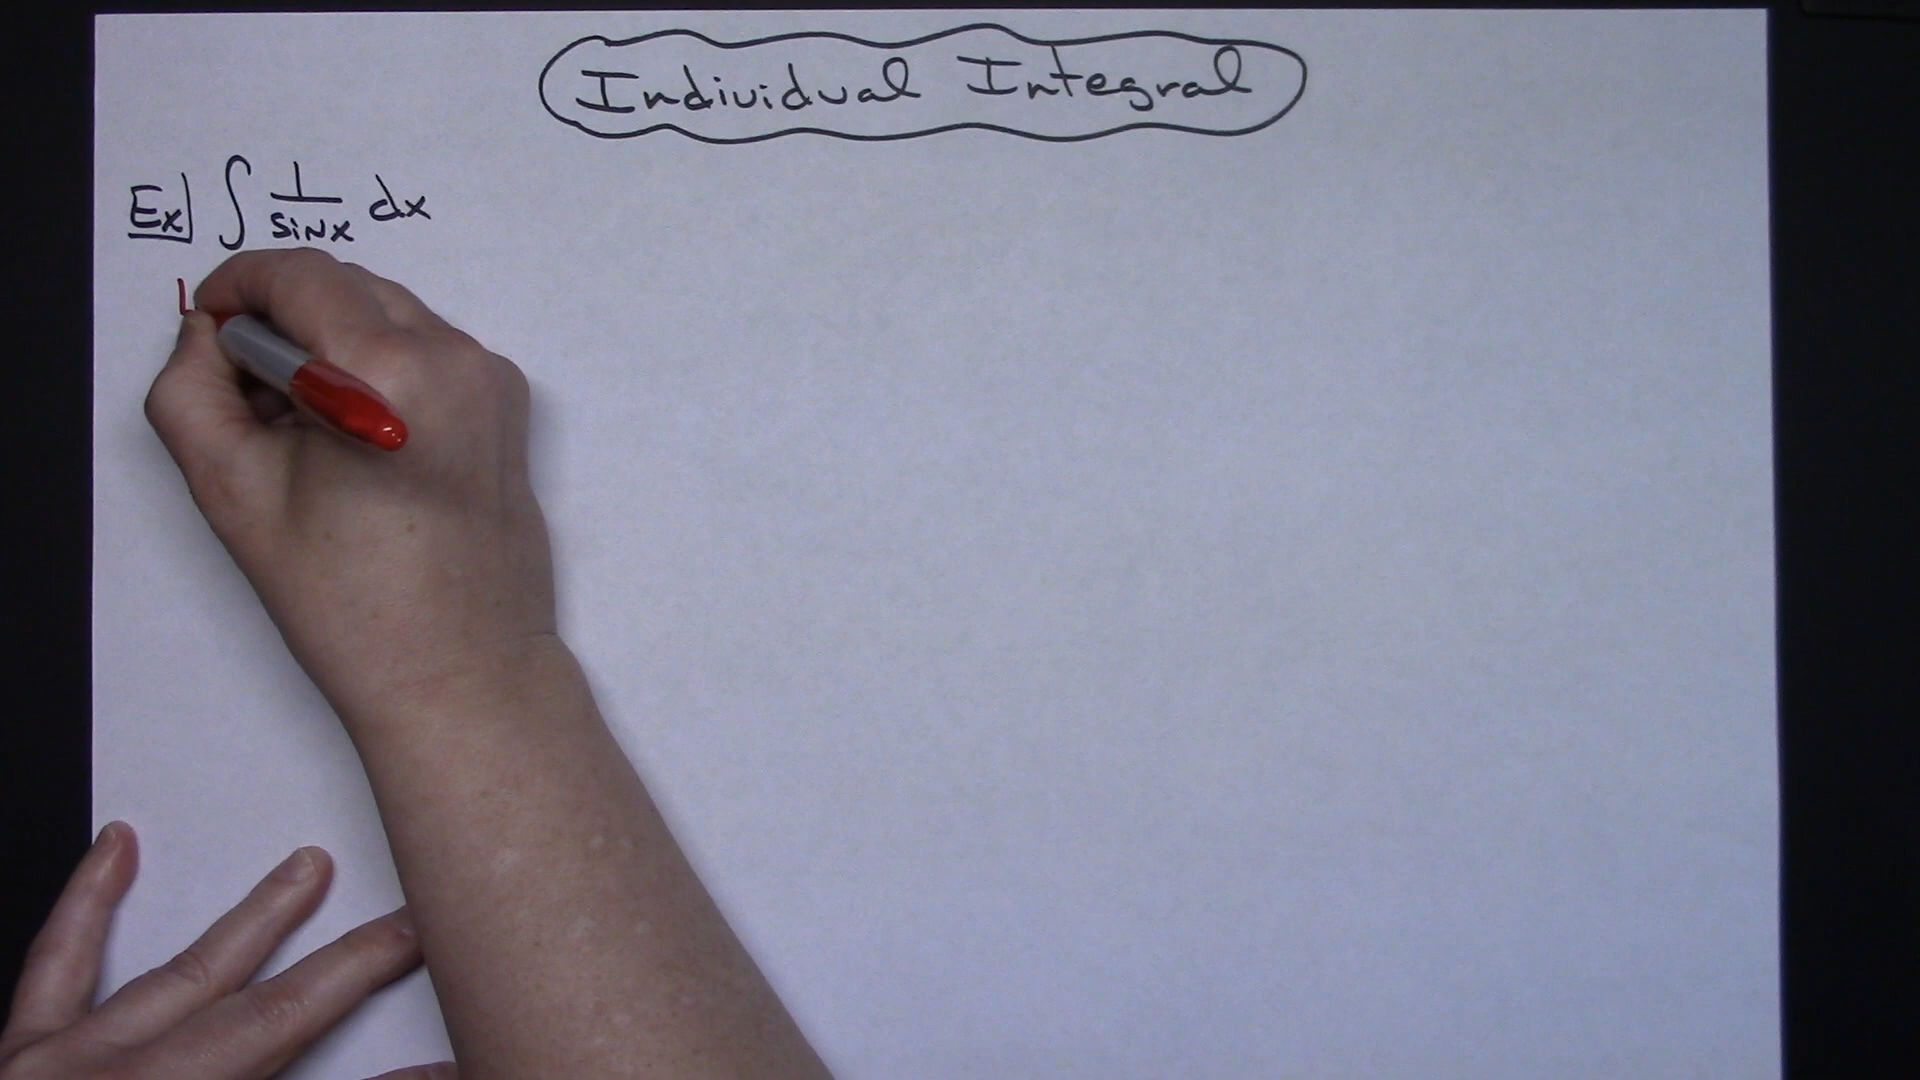 Individual Integral
Ex] ∫ 1/sinx dx